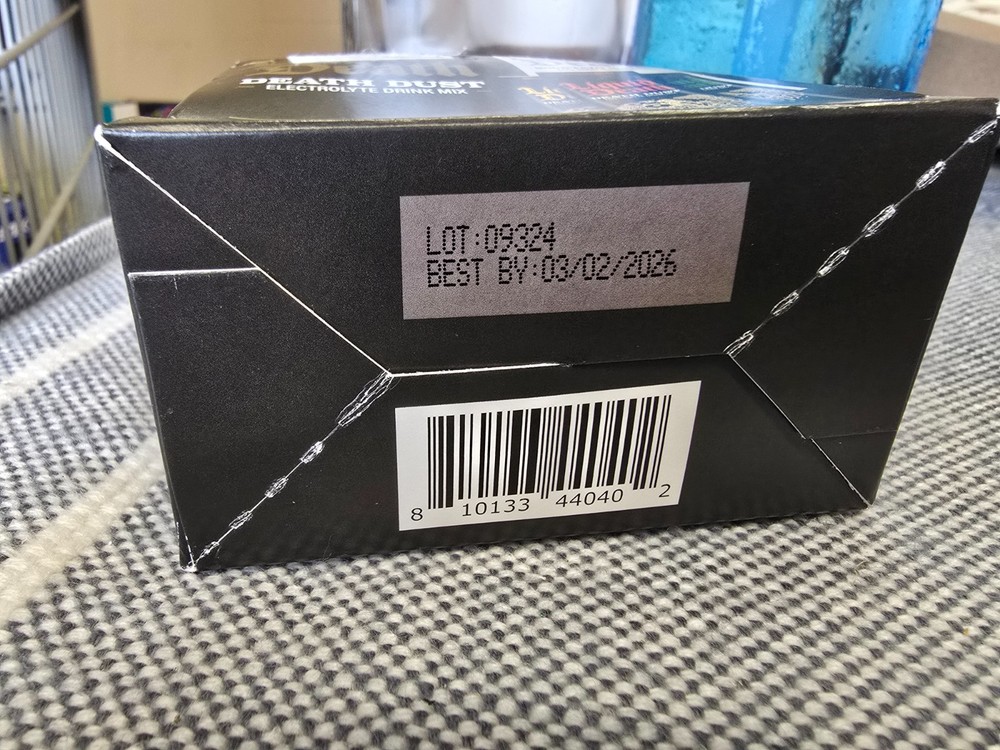 DEATH DUST
ELECTROLYTE DRINK MIX
LOT:09324
BEST BY:03/02/2026
8 10133 44040 2